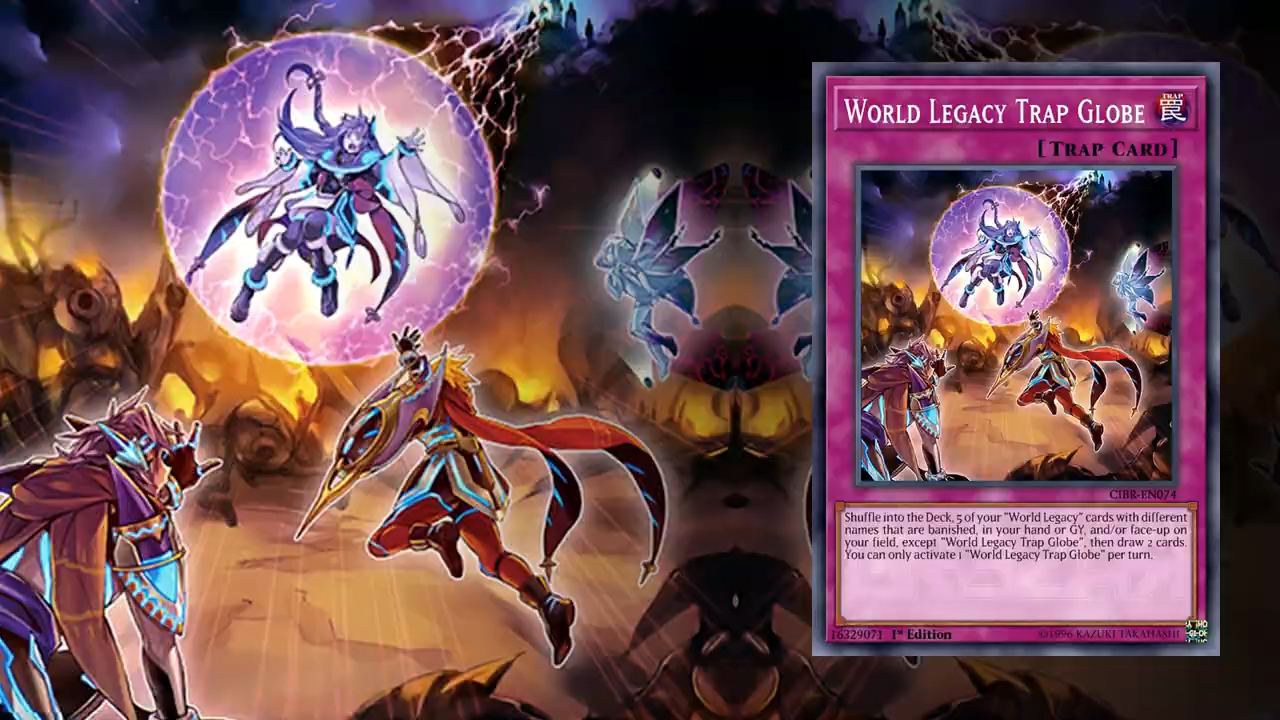 WORLD LEGACY TRAP GLOBE
TRAP
罠
[TRAP CARD]
CIBR-EN074
Shuffle into the Deck, 5 of your "World Legacy" cards with different
names that are banished, in your hand or GY, and/or face-up on
your field, except "World Legacy Trap Globe", then draw 2 cards.
You can only activate 1 "World Legacy Trap Globe" per turn.
16329071 1st Edition
©1996 KAZUKI TAKAHASHI